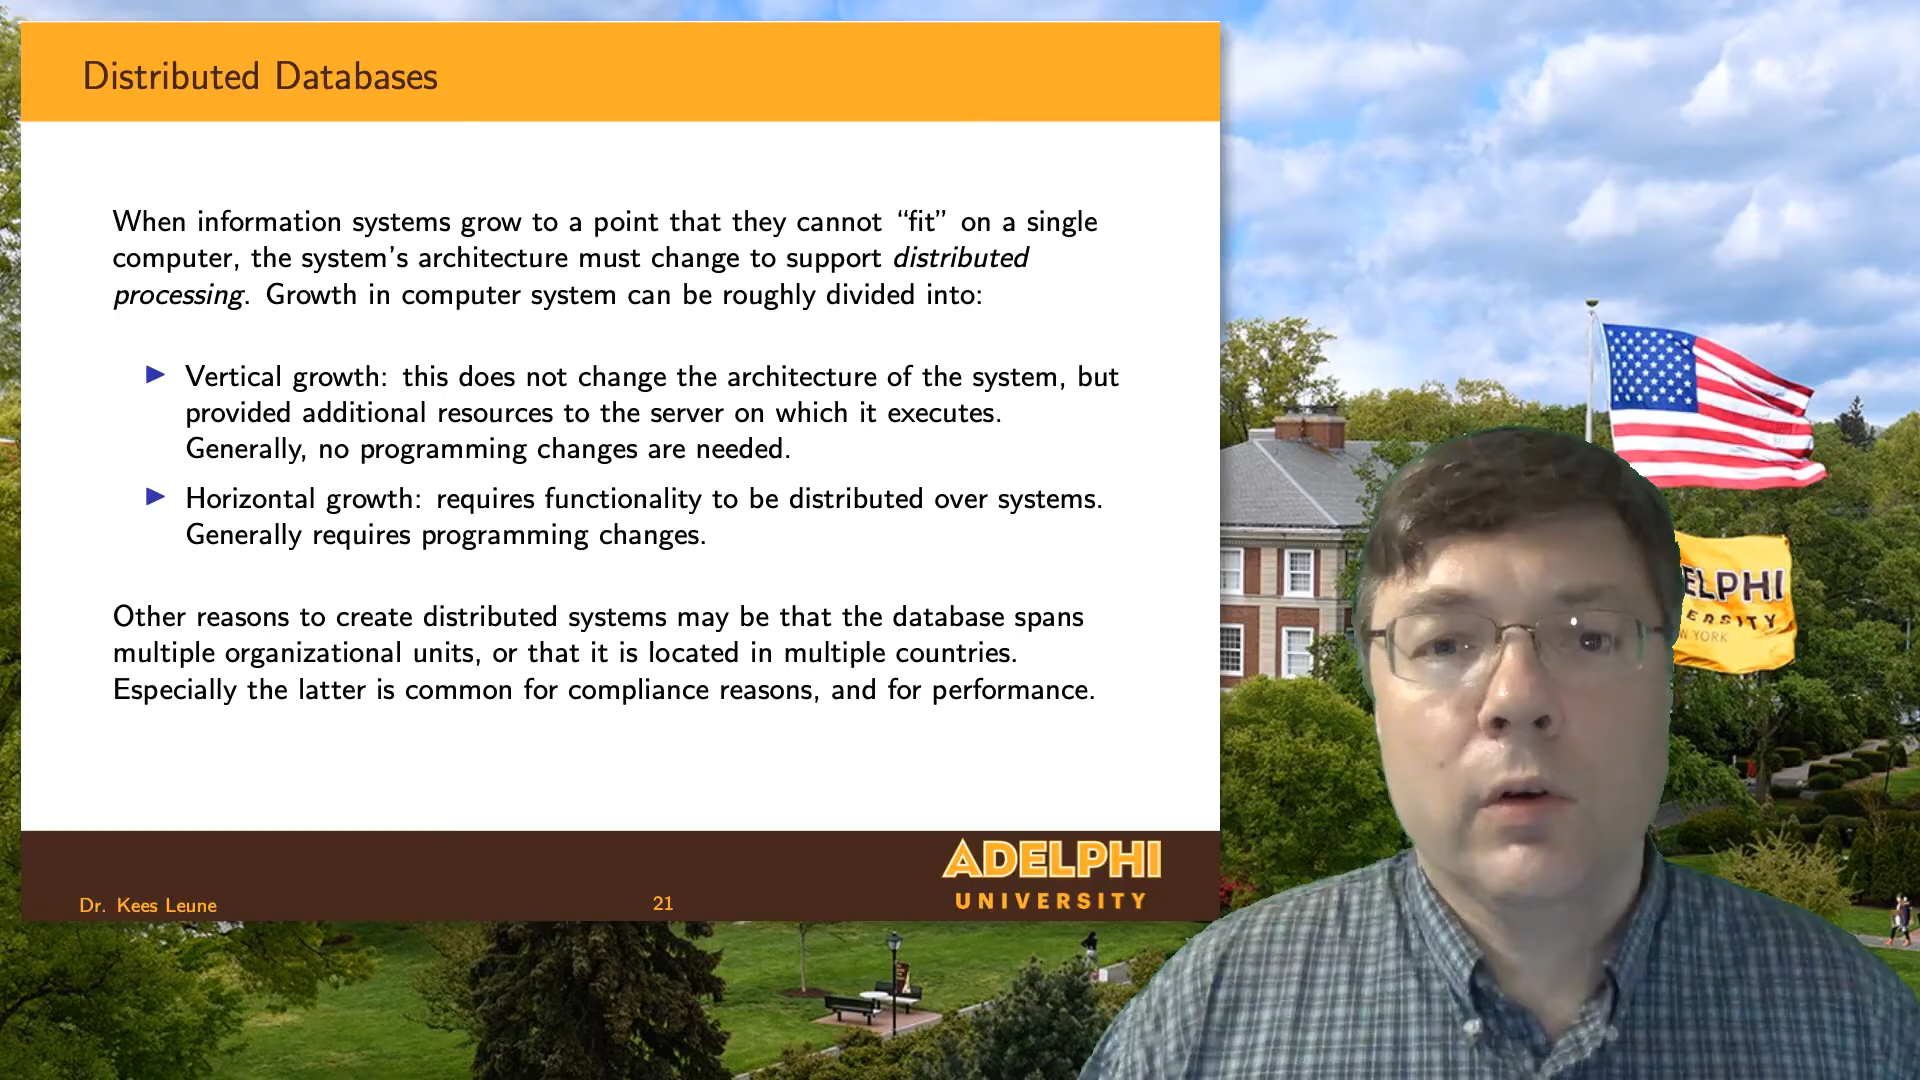 Distributed Databases
When information systems grow to a point that they cannot “fit” on a single
computer, the system’s architecture must change to support distributed
processing. Growth in computer system can be roughly divided into:
Vertical growth: this does not change the architecture of the system, but
provided additional resources to the server on which it executes.
Generally, no programming changes are needed.
Horizontal growth: requires functionality to be distributed over systems.
Generally requires programming changes.
Other reasons to create distributed systems may be that the database spans
multiple organizational units, or that it is located in multiple countries.
Especially the latter is common for compliance reasons, and for performance.
Dr. Kees Leune
21
ADELPHI
UNIVERSITY
ELPHI
ERSITY
YORK